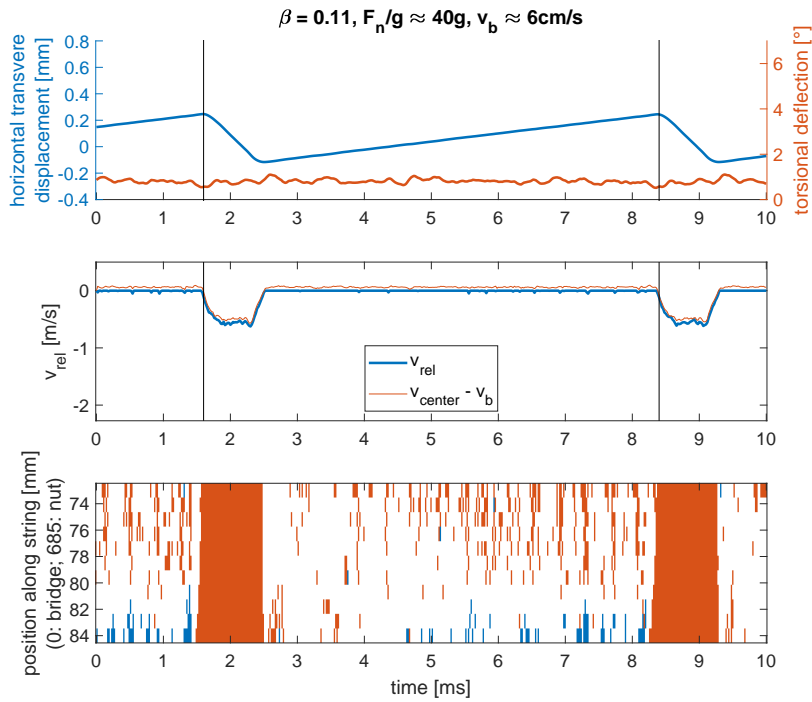 β = 0.11, Fₙ/g ≈ 40g, v_b ≈ 6cm/s
horizontal transvere
displacement [mm]
0.8
0.6
0.4
0.2
0
-0.2
-0.4
torsional deflection [°]
6
4
2
0
0 1 2 3 4 5 6 7 8 9 10
v_rel [m/s]
0
-1
-2
v_rel
v_center - v_b
0 1 2 3 4 5 6 7 8 9 10
position along string [mm]
(0: bridge; 685: nut)
74
76
78
80
82
84
0 1 2 3 4 5 6 7 8 9 10
time [ms]